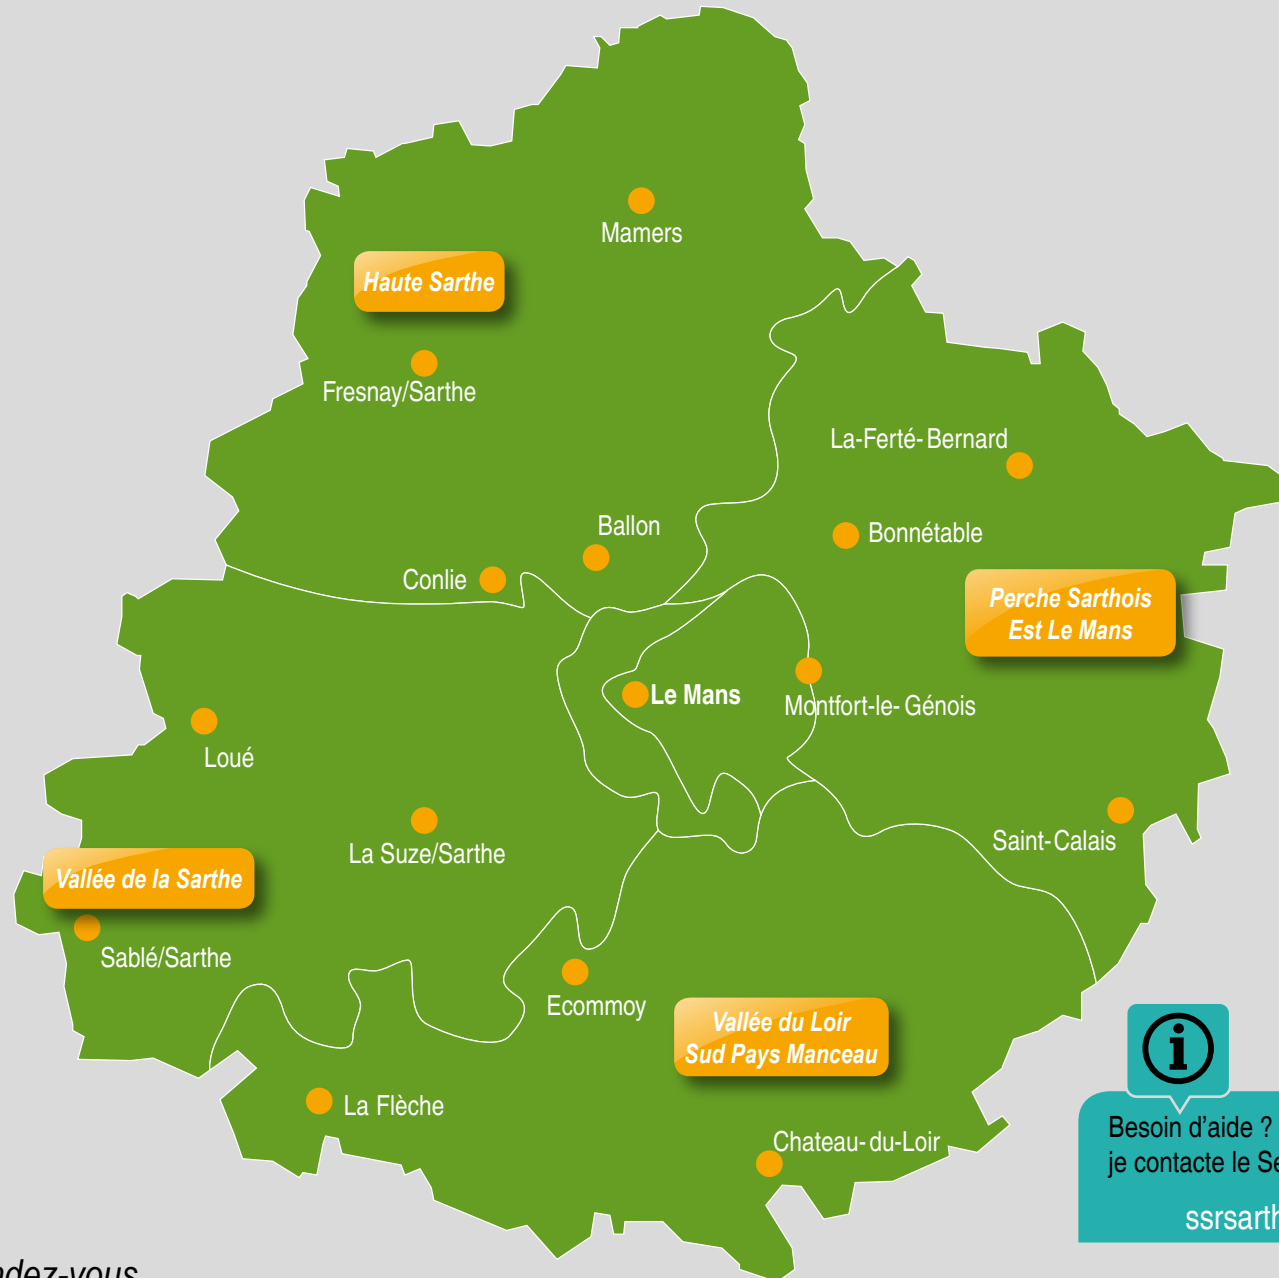 Mamers
Haute Sarthe
Fresnay/Sarthe
La-Ferté-Bernard
Ballon
Bonnétable
Conlie
Perche Sarthois
Est Le Mans
Le Mans
Montfort-le-Génois
Loué
La Suze/Sarthe
Saint-Calais
Vallée de la Sarthe
Sablé/Sarthe
Ecommoy
Vallée du Loir
Sud Pays Manceau
La Flèche
Chateau-du-Loir
Besoin d'aide ?
je contacte le Se
ssrsarth
ndez-vous